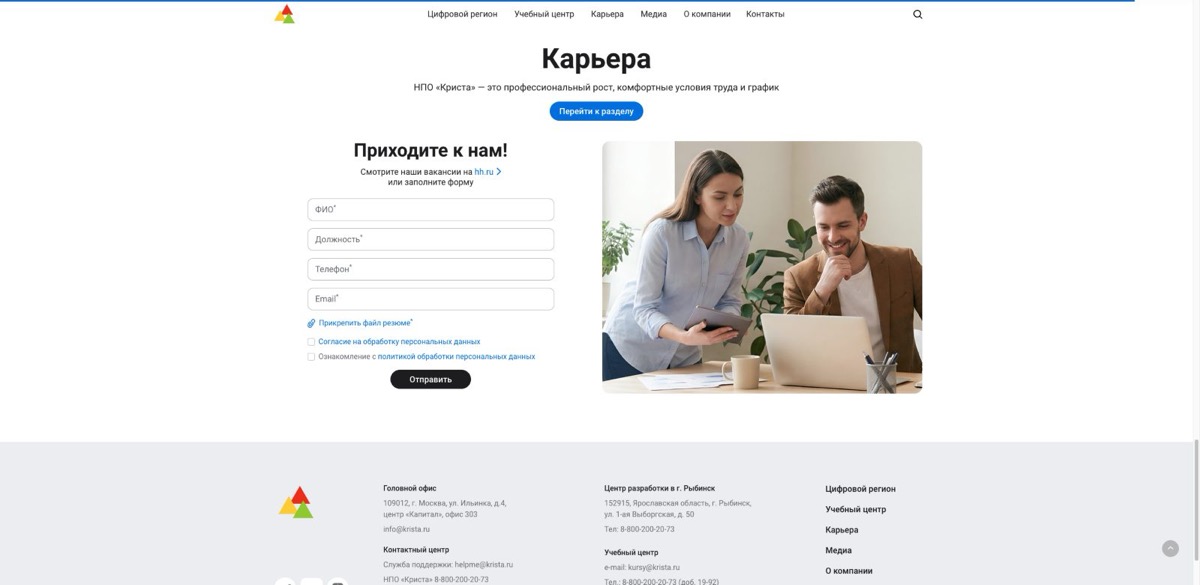 Цифровой регион
Учебный центр
Карьера
Медиа
О компании
Контакты
Карьера
НПО «Криста» — это профессиональный рост, комфортные условия труда и график
Перейти к разделу
Приходите к нам!
Смотрите наши вакансии на hh.ru
или заполните форму
ФИО*
Должность*
Телефон*
Email*
Прикрепить файл резюме*
Согласие на обработку персональных данных
Ознакомление с политикой обработки персональных данных
Отправить
Головной офис
109012, г. Москва, ул. Ильинка, д.4,
центр «Капитал», офис 303
info@krista.ru
Контактный центр
Служба поддержки: helpme@krista.ru
НПО «Криста» 8-800-200-20-73
Центр разработки в г. Рыбинск
152915, Ярославская область, г. Рыбинск,
ул. 1-ая Выборгская, д. 50
Тел: 8-800-200-20-73
Учебный центр
e-mail: kursy@krista.ru
Тел.: 8-800-200-20-73 (доб. 19-92)
Цифровой регион
Учебный центр
Карьера
Медиа
О компании